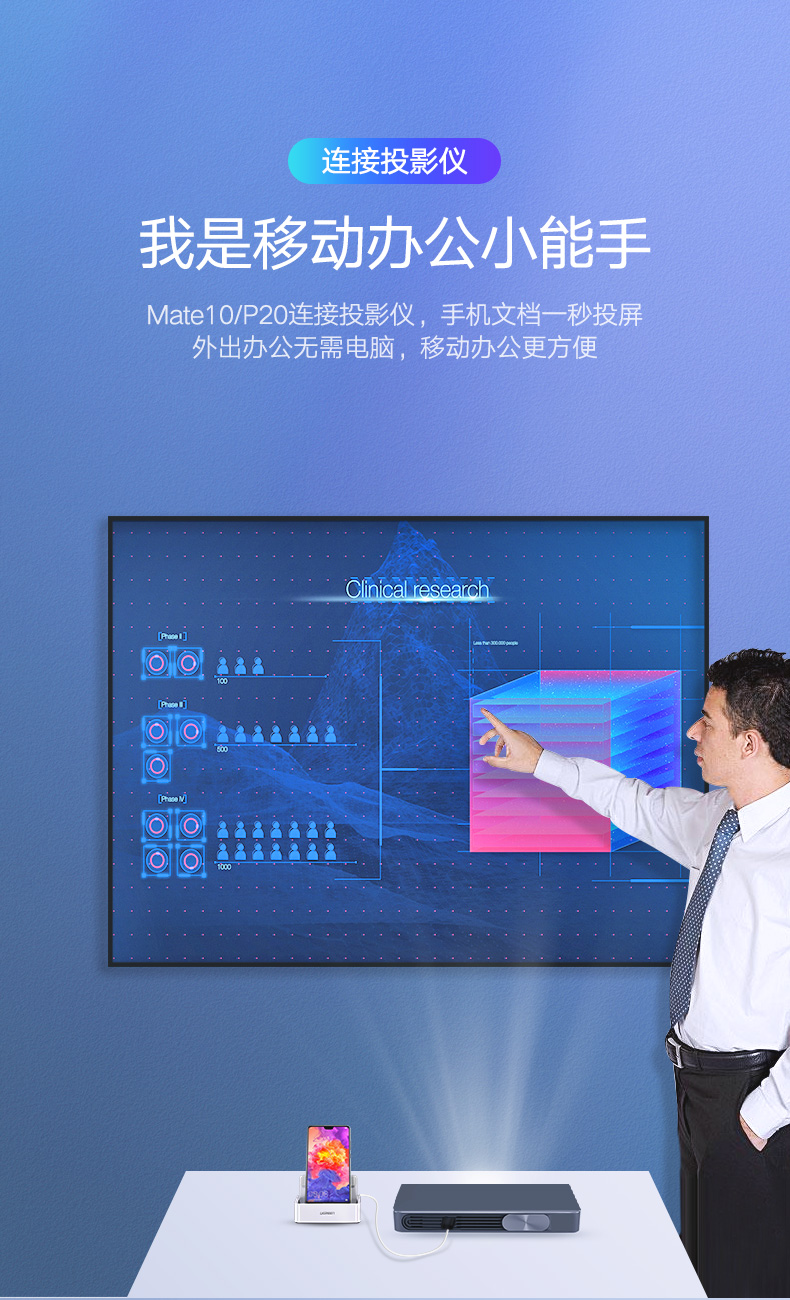 连接投影仪
我是移动办公小能手
Mate10/P20连接投影仪，手机文档一秒投屏
外出办公无需电脑，移动办公更方便
Clinical research
[Phase Ⅱ]
100
Less than 300,000 people
[Phase Ⅲ]
500
[Phase Ⅳ]
1000
UGREEN